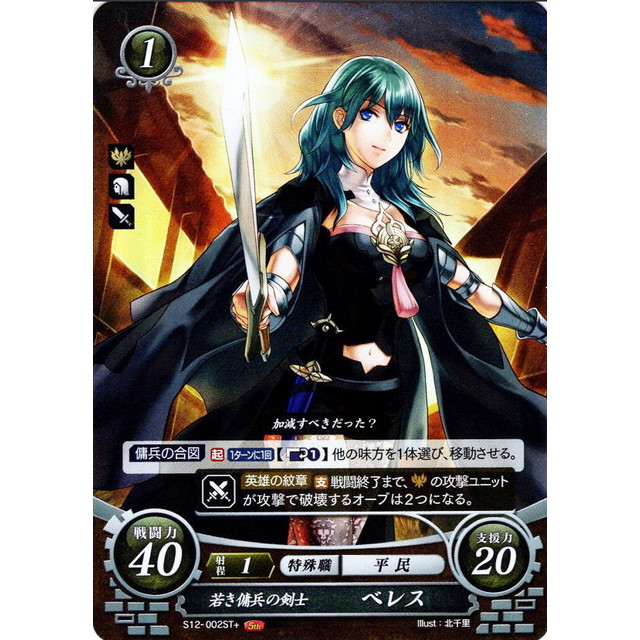 1
加減すべきだった?
傭兵の合図 起 1ターンに1回 【1】 他の味方を1体選び、移動させる。
英雄の紋章 支 戦闘終了まで、の攻撃ユニット
が攻撃で破壊するオーブは2つになる。
戦闘力 40 射程 1 特殊職 平民 支援力 20
若き傭兵の剣士 ベレス
S12-002ST+ 5th Illust:北千里